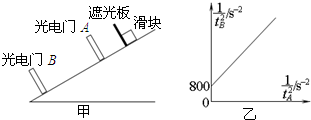 遮光板
光电门 A
滑块
光电门 B
甲
1/t_B² /s⁻²
800
0
1/t_A² /s⁻²
乙